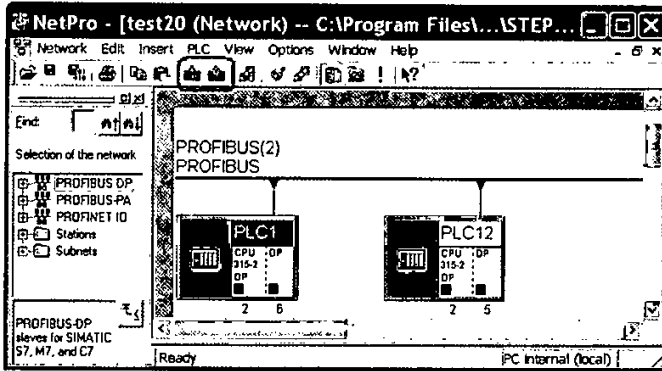 NetPro - [test20 (Network) -- C:\Program Files\...\STEP...
Network Edit Insert PLC View Options Window Help
Find:
Selection of the network
PROFIBUS DP
PROFIBUS-PA
PROFINET IO
Stations
Subnets
PROFIBUS-DP
slaves for SIMATIC
S7, M7, and C7
PROFIBUS(2)
PROFIBUS
PLC1
CPU DP
315-2
DP
2 6
PLC12
CPU DP
315-2
DP
2 5
Ready
PC internal (local)